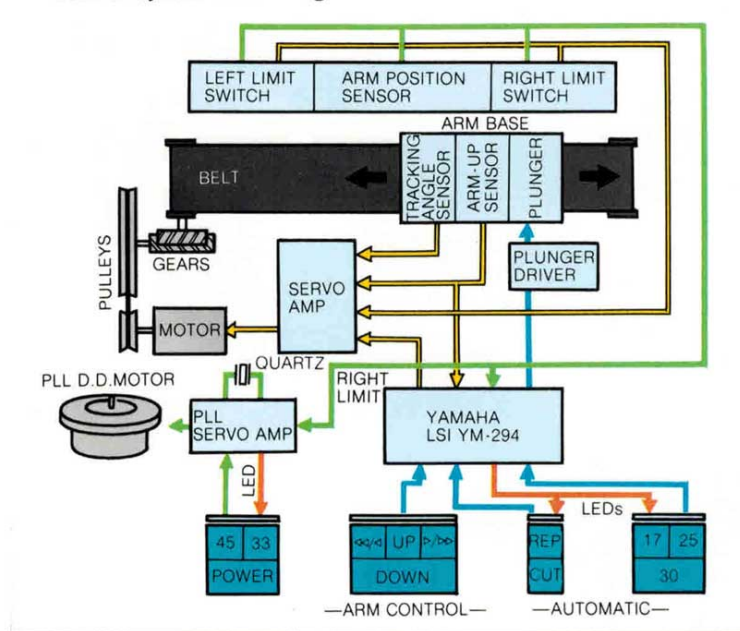 LEFT LIMIT
SWITCH
ARM POSITION
SENSOR
RIGHT LIMIT
SWITCH
ARM BASE
BELT
TRACKING
ANGLE
SENSOR
ARM-UP
SENSOR
PLUNGER
PULLEYS
GEARS
SERVO
AMP
PLUNGER
DRIVER
MOTOR
QUARTZ
PLL D.D.MOTOR
RIGHT
LIMIT
PLL
SERVO AMP
YAMAHA
LSI YM-294
LED
LEDs
45 33
POWER
◁◁/◁ UP ▷/▷▷
DOWN
REP
CUT
17 25
30
—ARM CONTROL—
—AUTOMATIC—